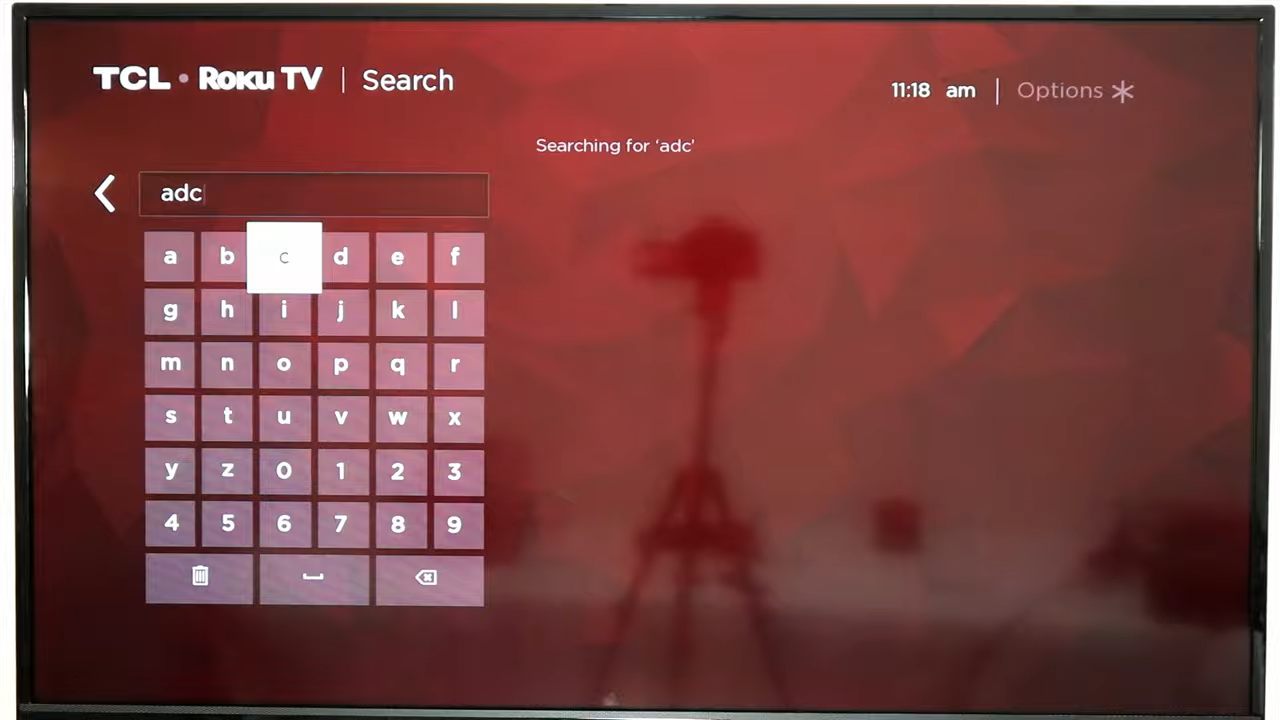 TCL • Roku TV | Search
11:18 am | Options
Searching for 'adc'
adc
a b c d e f
g h i j k l
m n o p q r
s t u v w x
y z 0 1 2 3
4 5 6 7 8 9